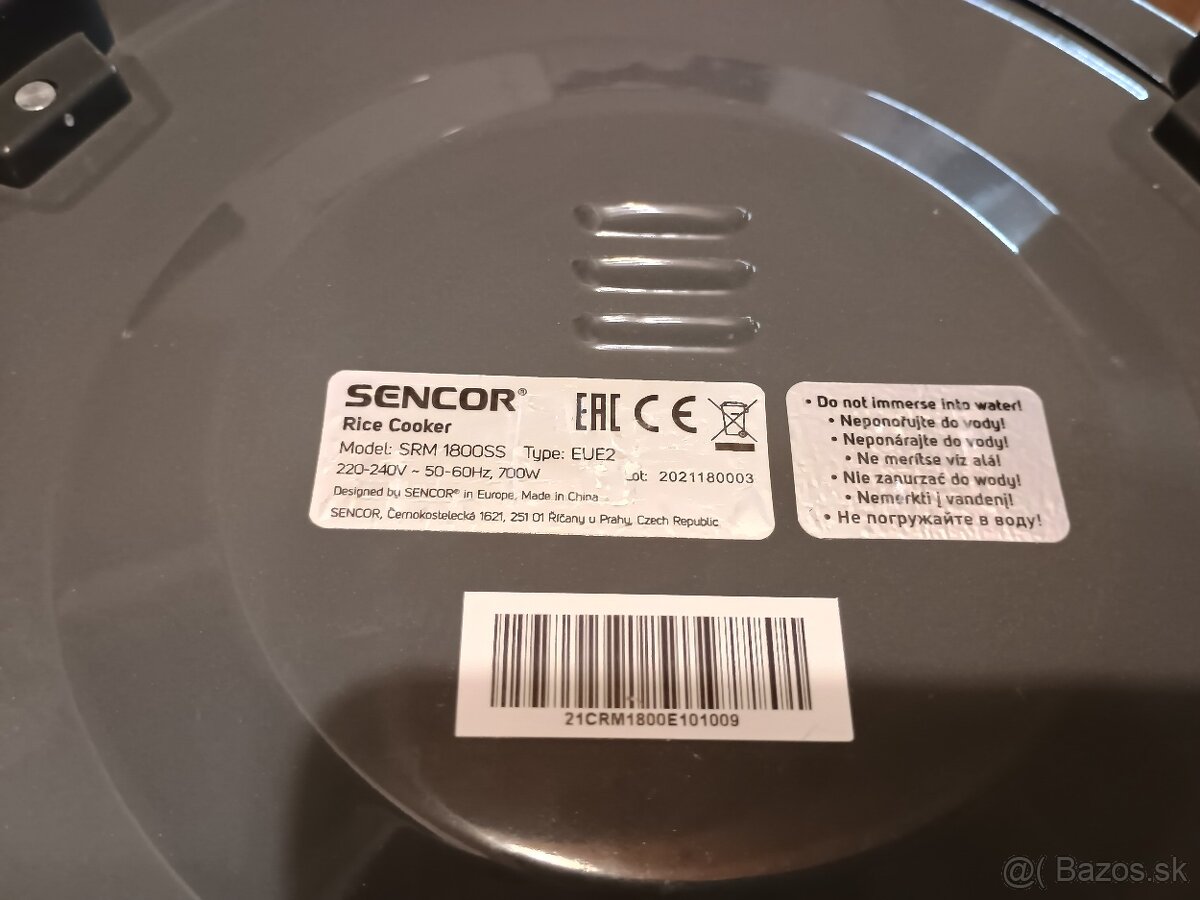 SENCOR®
Rice Cooker
Model: SRM 1800SS Type: EUE2
220-240V ~ 50-60Hz, 700W
Lot: 2021180003
Designed by SENCOR® in Europe, Made in China
SENCOR, Černokostelecká 1621, 251 01 Říčany u Prahy, Czech Republic
EAC CE
• Do not immerse into water!
• Neponořujte do vody!
• Neponárajte do vody!
• Ne merítse víz alá!
• Nie zanurzać do wody!
• Nemerkti į vandenį!
• Не погружайте в воду!
21CRM1800E101009
@( Bazos.sk